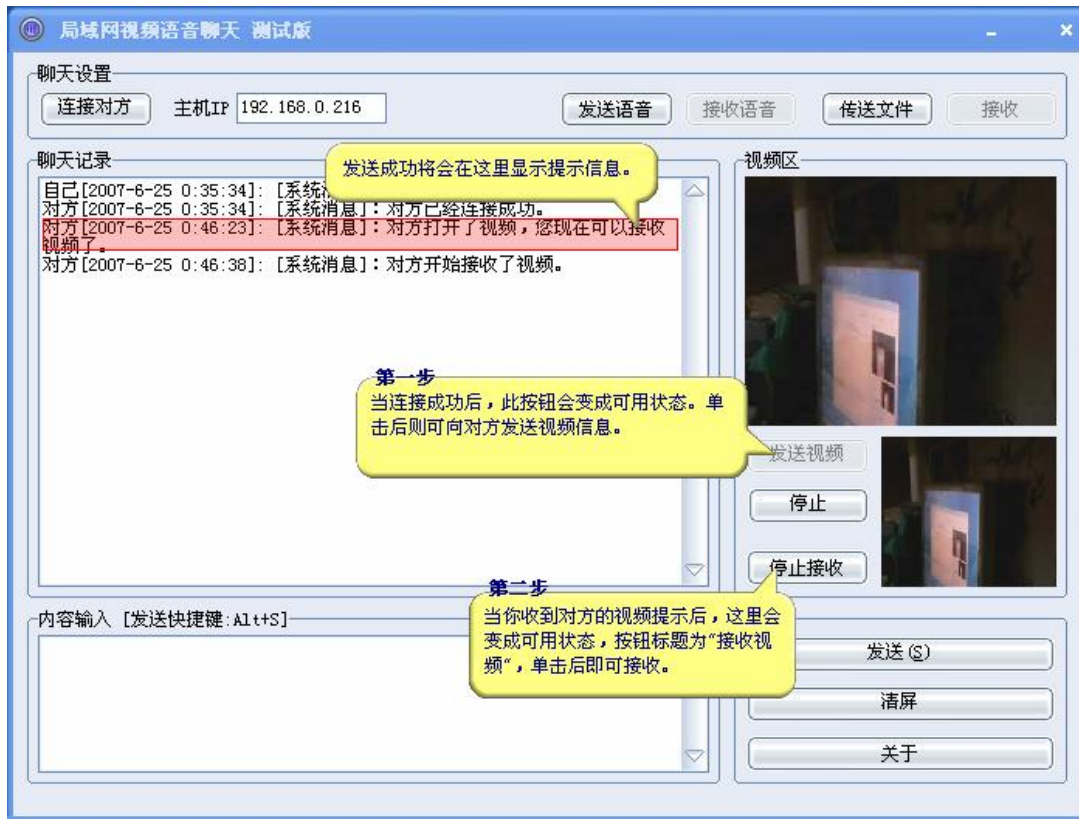 局域网视频语音聊天 测试版
聊天设置
连接对方 主机IP 192.168.0.216 发送语音 接收语音 传送文件 接收
聊天记录
发送成功将会在这里显示提示信息。
视频区
自己[2007-6-25 0:35:34]: [系统
对方[2007-6-25 0:35:34]: [系统消息]：对方已经连接成功。
对方[2007-6-25 0:46:23]: [系统消息]：对方打开了视频，您现在可以接收
视频了。
对方[2007-6-25 0:46:38]: [系统消息]：对方开始接收了视频。
第一步
当连接成功后，此按钮会变成可用状态。单
击后则可向对方发送视频信息。
发送视频
停止
停止接收
第二步
当你收到对方的视频提示后，这里会
变成可用状态，按钮标题为“接收视
频“，单击后即可接收。
内容输入 [发送快捷键:Alt+S]
发送(S)
清屏
关于